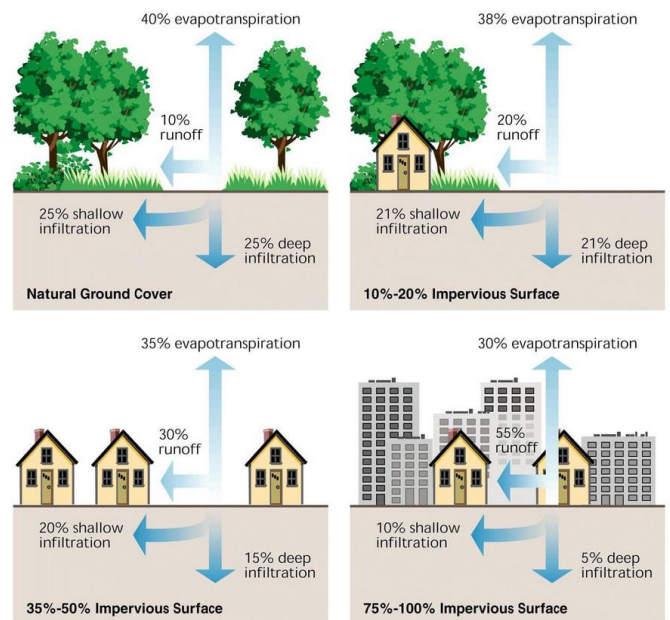 40% evapotranspiration
10%
runoff
25% shallow
infiltration
25% deep
infiltration
Natural Ground Cover
38% evapotranspiration
20%
runoff
21% shallow
infiltration
21% deep
infiltration
10%-20% Impervious Surface
35% evapotranspiration
30%
runoff
20% shallow
infiltration
15% deep
infiltration
35%-50% Impervious Surface
30% evapotranspiration
55%
runoff
10% shallow
infiltration
5% deep
infiltration
75%-100% Impervious Surface